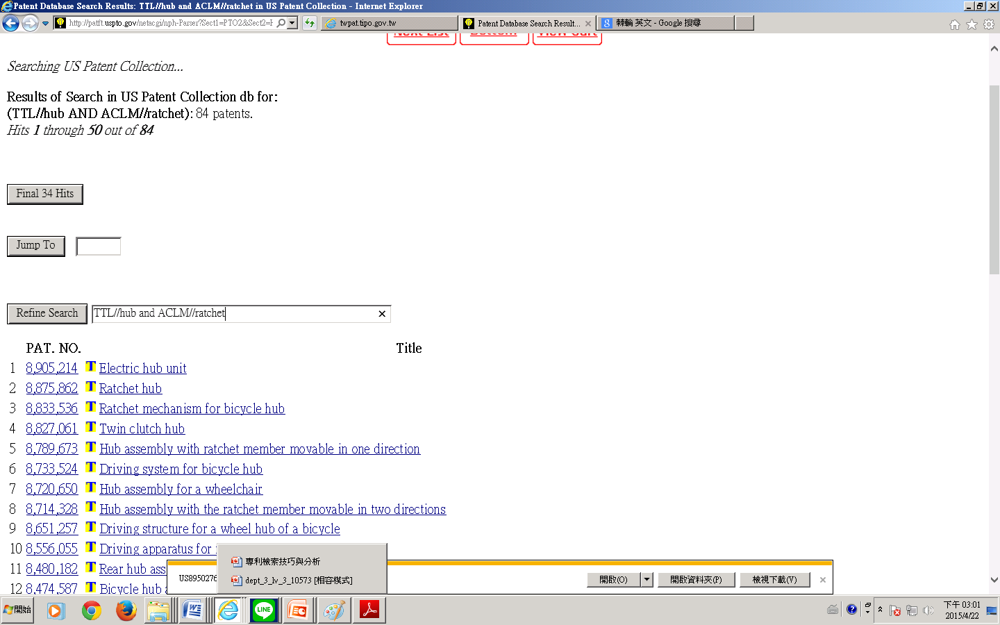 Patent Database Search Results: TTL//hub and ACLM//ratchet in US Patent Collection - Internet Explorer
http://patft.uspto.gov/netacgi/nph-Parser?Sect1=PTO2&Sect2=
twpat.tipo.gov.tw
Patent Database Search Result...
棘輪 英文 - Google 搜尋
Next List
Bottom
View Cart
Searching US Patent Collection...
Results of Search in US Patent Collection db for:
(TTL//hub AND ACLM//ratchet): 84 patents.
Hits 1 through 50 out of 84
Final 34 Hits
Jump To
Refine Search TTL//hub and ACLM//ratchet
PAT. NO. Title
1 8,905,214 T Electric hub unit
2 8,875,862 T Ratchet hub
3 8,833,536 T Ratchet mechanism for bicycle hub
4 8,827,061 T Twin clutch hub
5 8,789,673 T Hub assembly with ratchet member movable in one direction
6 8,733,524 T Driving system for bicycle hub
7 8,720,650 T Hub assembly for a wheelchair
8 8,714,328 T Hub assembly with the ratchet member movable in two directions
9 8,651,257 T Driving structure for a wheel hub of a bicycle
10 8,556,055 T Driving apparatus for
11 8,480,182 T Rear hub ass
12 8,474,587 T Bicycle hub
專利檢索技巧與分析
dept_3_lv_3_10573 [相容模式]
US8950276
開啟(O)
開啟資料夾(P)
檢視下載(V)
開始
LINE
下午 03:01
2015/4/22